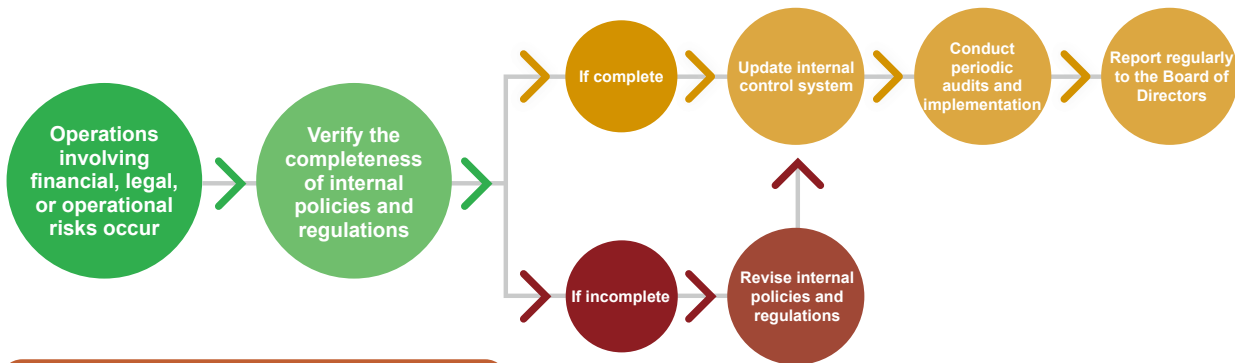 Operations
involving
financial, legal,
or operational
risks occur
Verify the
completeness
of internal
policies and
regulations
If complete
Update internal
control system
Conduct
periodic
audits and
implementation
Report regularly
to the Board of
Directors
If incomplete
Revise internal
policies and
regulations